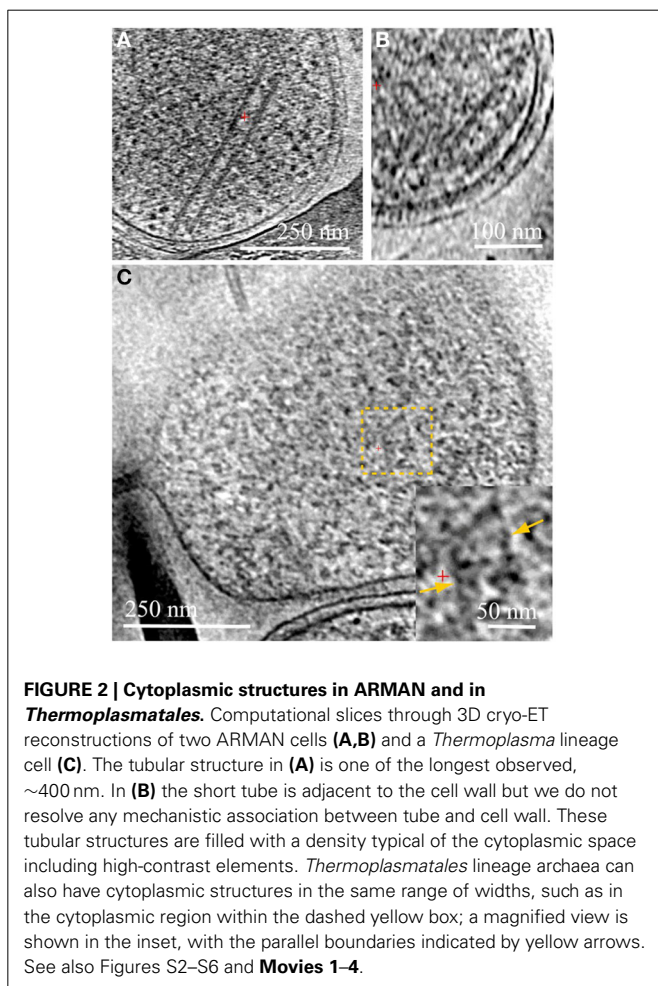 A
B
250 nm
100 nm
C
250 nm
50 nm
FIGURE 2 | Cytoplasmic structures in ARMAN and in
Thermoplasmatales. Computational slices through 3D cryo-ET
reconstructions of two ARMAN cells (A,B) and a Thermoplasma lineage
cell (C). The tubular structure in (A) is one of the longest observed,
∼400 nm. In (B) the short tube is adjacent to the cell wall but we do not
resolve any mechanistic association between tube and cell wall. These
tubular structures are filled with a density typical of the cytoplasmic space
including high-contrast elements. Thermoplasmatales lineage archaea can
also have cytoplasmic structures in the same range of widths, such as in
the cytoplasmic region within the dashed yellow box; a magnified view is
shown in the inset, with the parallel boundaries indicated by yellow arrows.
See also Figures S2–S6 and Movies 1–4.